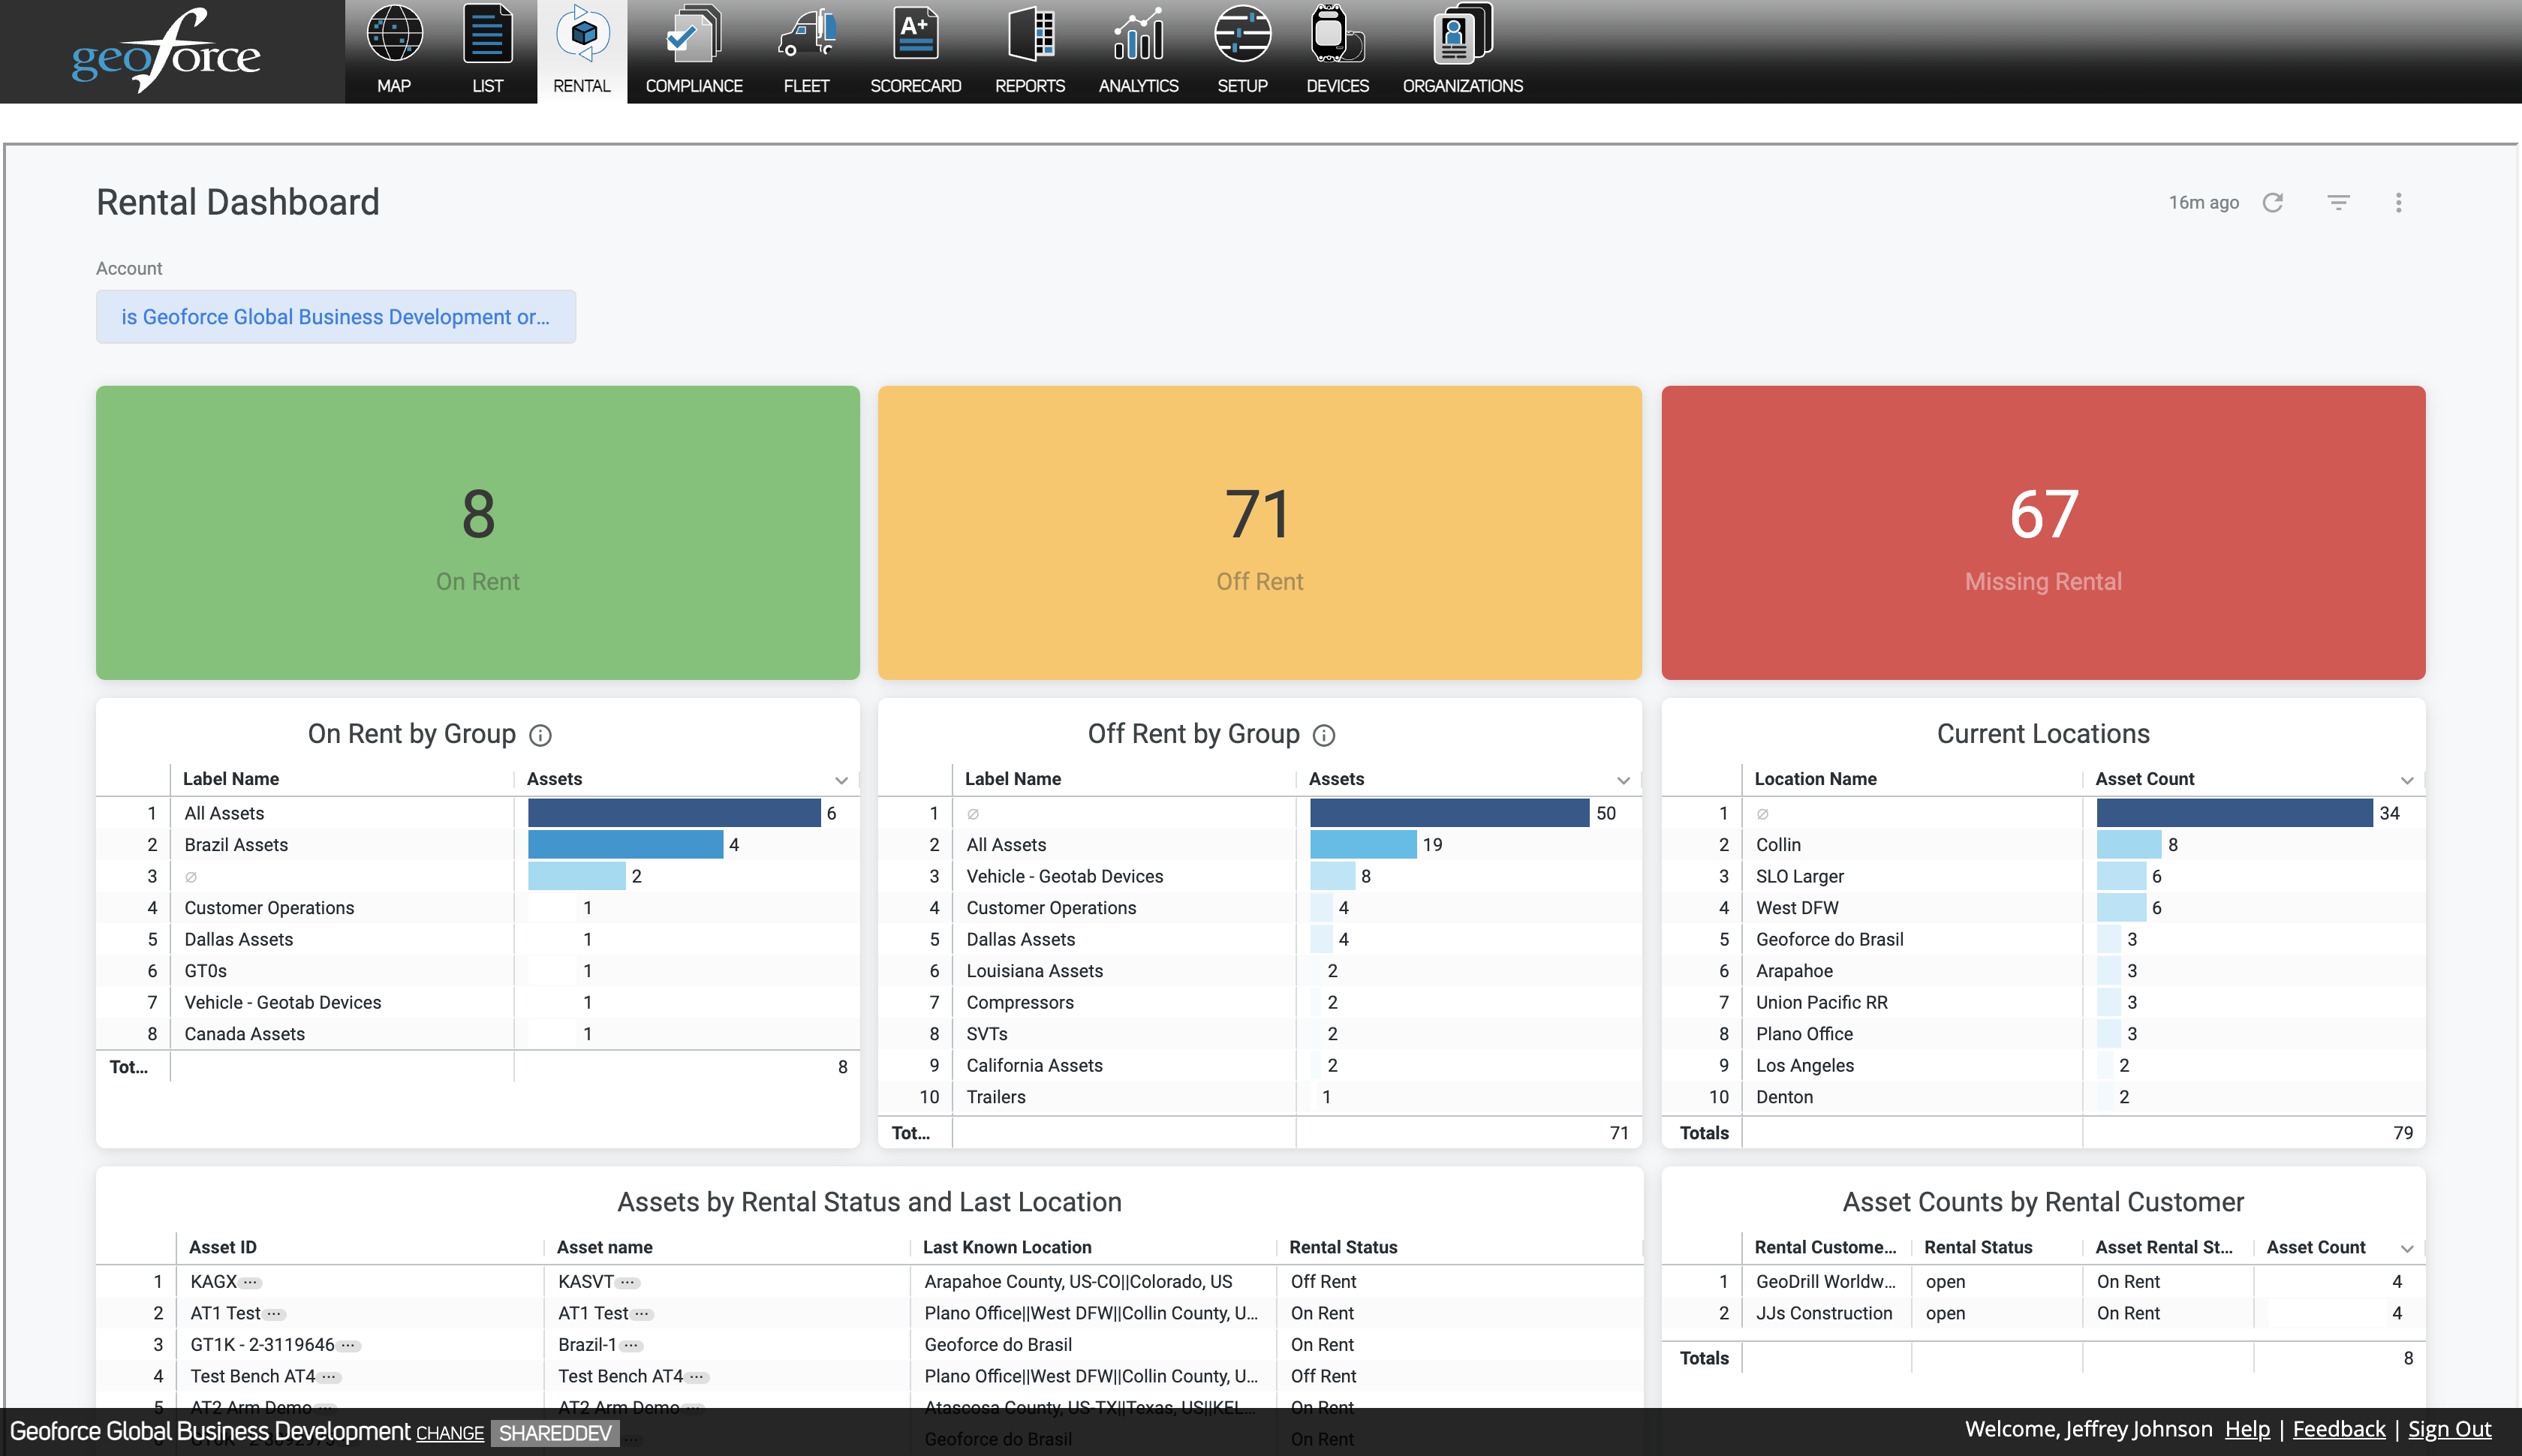 geoforce
MAP LIST RENTAL COMPLIANCE FLEET SCORECARD REPORTS ANALYTICS SETUP DEVICES ORGANIZATIONS
A+
Rental Dashboard
16m ago
Account
is Geoforce Global Business Development or...
8
On Rent
71
Off Rent
67
Missing Rental
On Rent by Group
Label Name Assets
1 All Assets 6
2 Brazil Assets 4
3 ∅ 2
4 Customer Operations 1
5 Dallas Assets 1
6 GT0s 1
7 Vehicle - Geotab Devices 1
8 Canada Assets 1
Tot... 8
Off Rent by Group
Label Name Assets
1 ∅ 50
2 All Assets 19
3 Vehicle - Geotab Devices 8
4 Customer Operations 4
5 Dallas Assets 4
6 Louisiana Assets 2
7 Compressors 2
8 SVTs 2
9 California Assets 2
10 Trailers 1
Tot... 71
Current Locations
Location Name Asset Count
1 ∅ 34
2 Collin 8
3 SLO Larger 6
4 West DFW 6
5 Geoforce do Brasil 3
6 Arapahoe 3
7 Union Pacific RR 3
8 Plano Office 3
9 Los Angeles 2
10 Denton 2
Totals 79
Assets by Rental Status and Last Location
Asset ID Asset name Last Known Location Rental Status
1 KAGX ... KASVT ... Arapahoe County, US-CO||Colorado, US Off Rent
2 AT1 Test ... AT1 Test ... Plano Office||West DFW||Collin County, U... On Rent
3 GT1K - 2-3119646 ... Brazil-1 ... Geoforce do Brasil On Rent
4 Test Bench AT4 ... Test Bench AT4 ... Plano Office||West DFW||Collin County, U... Off Rent
5 AT2 Arm Demo ... AT2 Arm Demo ... Atascosa County, US-TX||Texas, US||KEL... On Rent
Geoforce do Brasil On Rent
Asset Counts by Rental Customer
Rental Custome... Rental Status Asset Rental St... Asset Count
1 GeoDrill Worldw... open On Rent 4
2 JJs Construction open On Rent 4
Totals 8
Geoforce Global Business Development CHANGE SHAREDDEV
Welcome, Jeffrey Johnson Help | Feedback | Sign Out